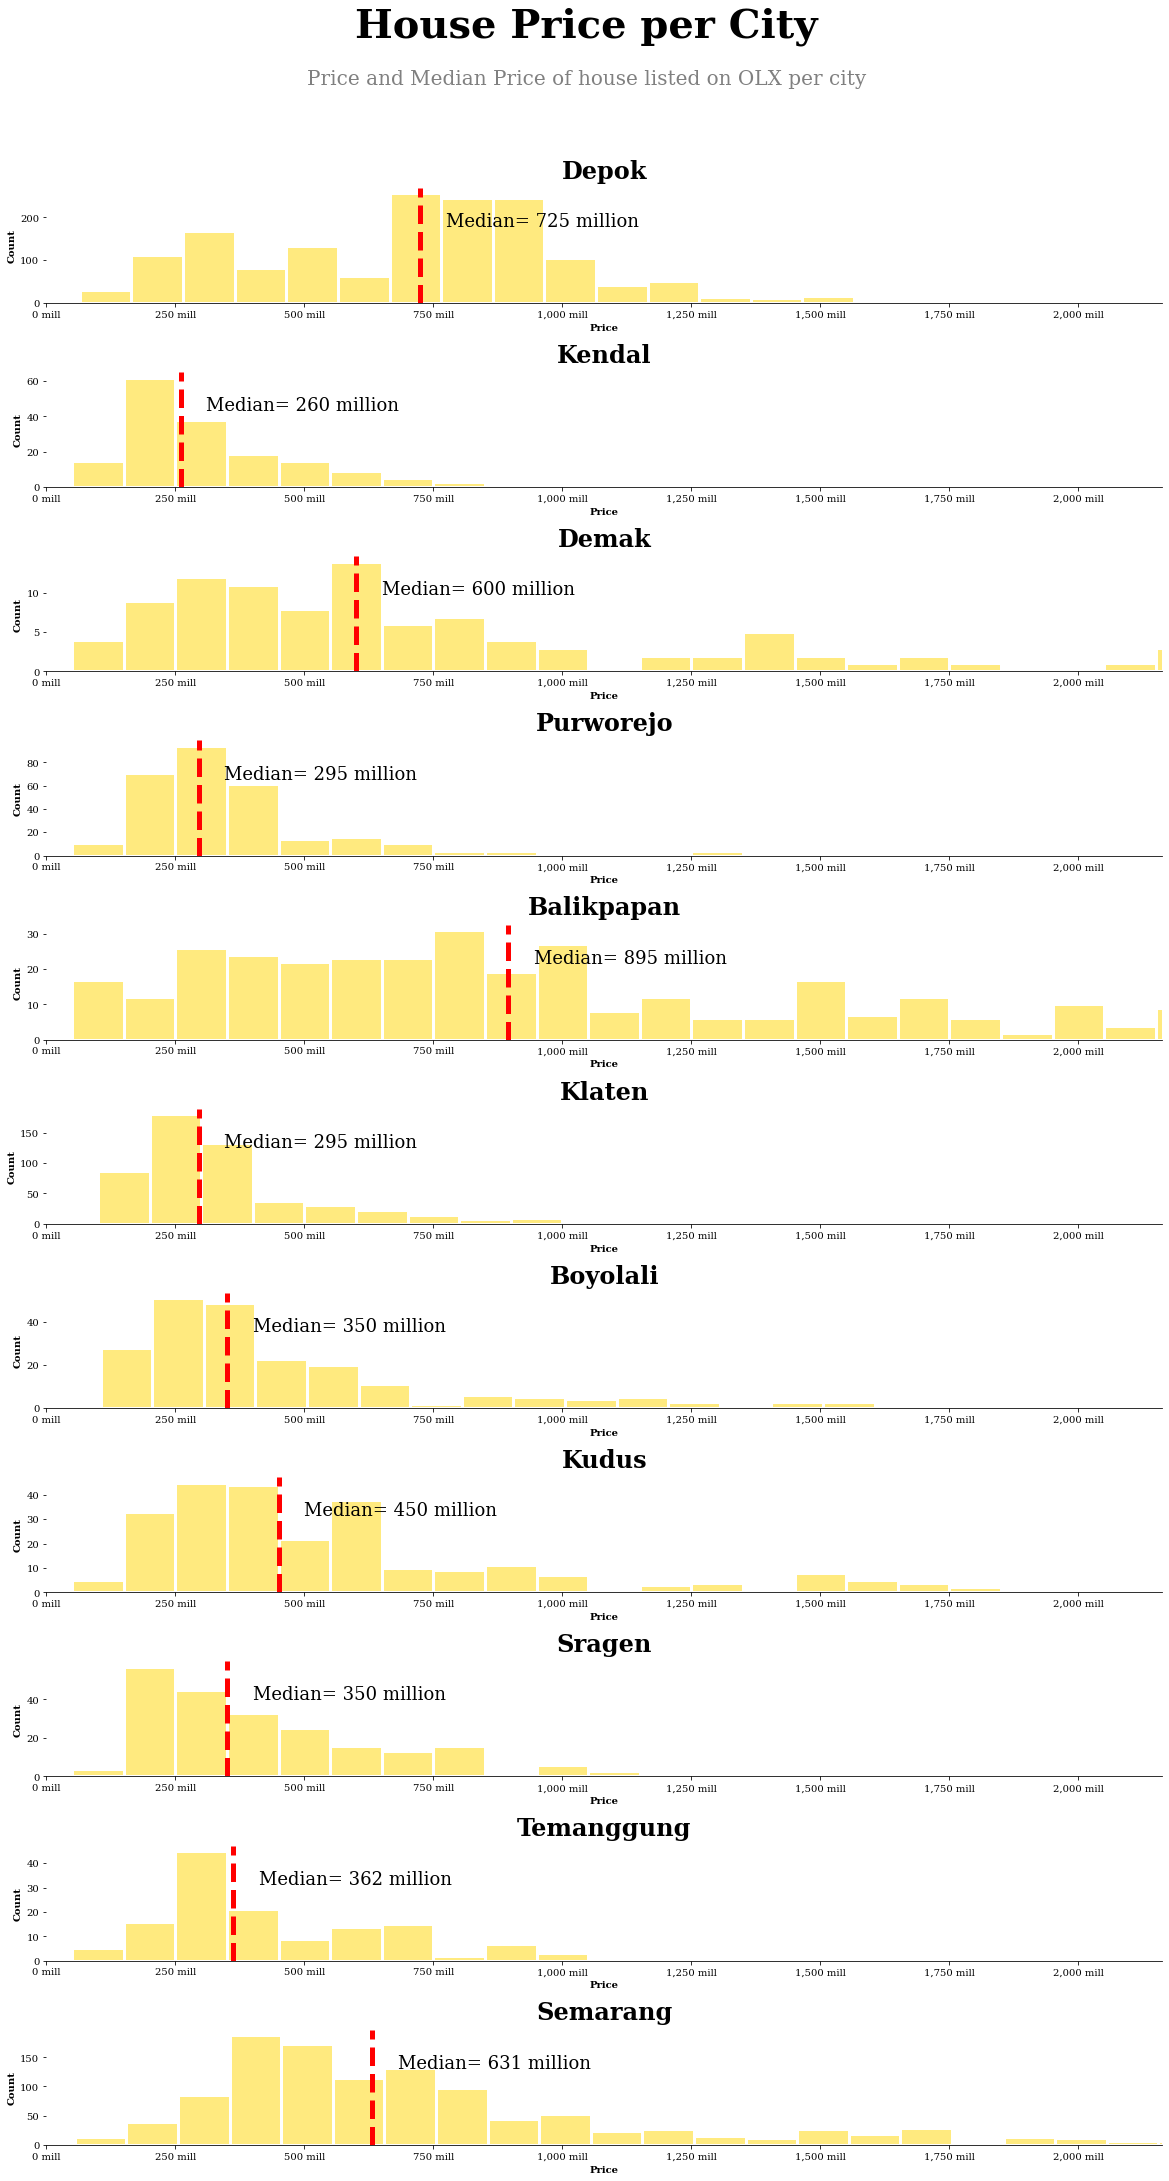 House Price per City
Price and Median Price of house listed on OLX per city
Depok
200
100
0
Count
Median= 725 million
0 mill 250 mill 500 mill 750 mill 1,000 mill 1,250 mill 1,500 mill 1,750 mill 2,000 mill
Price
Kendal
60
40
20
0
Count
Median= 260 million
0 mill 250 mill 500 mill 750 mill 1,000 mill 1,250 mill 1,500 mill 1,750 mill 2,000 mill
Price
Demak
10
5
0
Count
Median= 600 million
0 mill 250 mill 500 mill 750 mill 1,000 mill 1,250 mill 1,500 mill 1,750 mill 2,000 mill
Price
Purworejo
80
60
40
20
0
Count
Median= 295 million
0 mill 250 mill 500 mill 750 mill 1,000 mill 1,250 mill 1,500 mill 1,750 mill 2,000 mill
Price
Balikpapan
30
20
10
0
Count
Median= 895 million
0 mill 250 mill 500 mill 750 mill 1,000 mill 1,250 mill 1,500 mill 1,750 mill 2,000 mill
Price
Klaten
150
100
50
0
Count
Median= 295 million
0 mill 250 mill 500 mill 750 mill 1,000 mill 1,250 mill 1,500 mill 1,750 mill 2,000 mill
Price
Boyolali
40
20
0
Count
Median= 350 million
0 mill 250 mill 500 mill 750 mill 1,000 mill 1,250 mill 1,500 mill 1,750 mill 2,000 mill
Price
Kudus
40
30
20
10
0
Count
Median= 450 million
0 mill 250 mill 500 mill 750 mill 1,000 mill 1,250 mill 1,500 mill 1,750 mill 2,000 mill
Price
Sragen
40
20
0
Count
Median= 350 million
0 mill 250 mill 500 mill 750 mill 1,000 mill 1,250 mill 1,500 mill 1,750 mill 2,000 mill
Price
Temanggung
40
30
20
10
0
Count
Median= 362 million
0 mill 250 mill 500 mill 750 mill 1,000 mill 1,250 mill 1,500 mill 1,750 mill 2,000 mill
Price
Semarang
150
100
50
0
Count
Median= 631 million
0 mill 250 mill 500 mill 750 mill 1,000 mill 1,250 mill 1,500 mill 1,750 mill 2,000 mill
Price